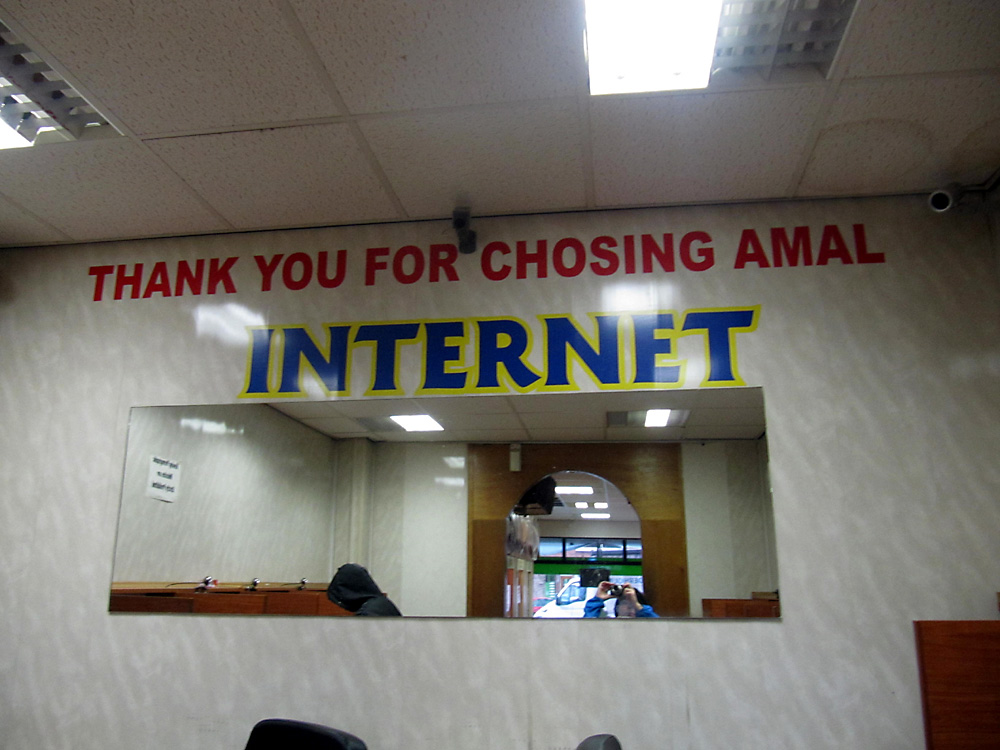 THANK YOU FOR CHOSING AMAL
INTERNET